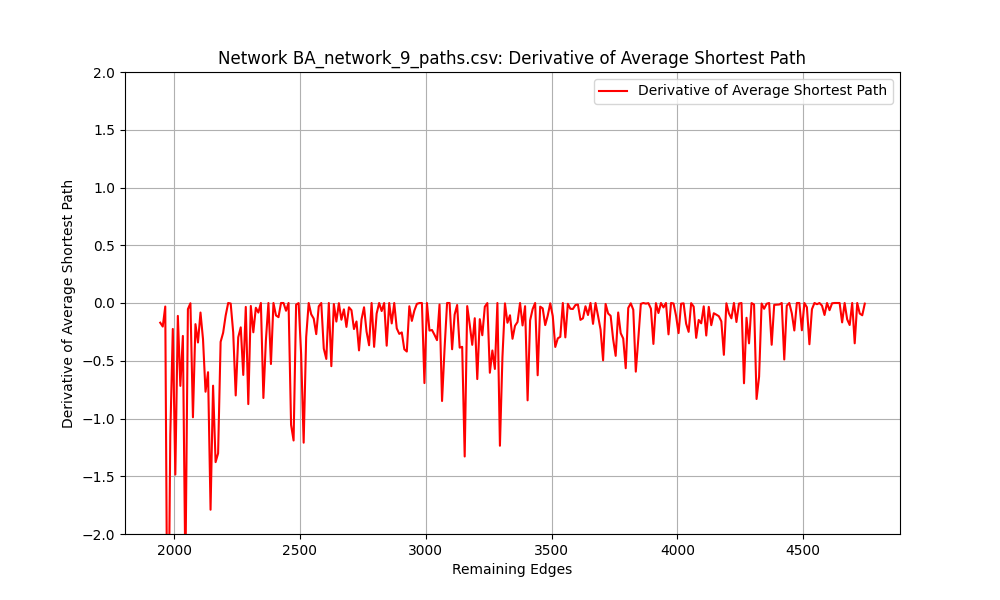 Network BA_network_9_paths.csv: Derivative of Average Shortest Path
Derivative of Average Shortest Path
2.0
1.5
1.0
0.5
0.0
−0.5
−1.0
−1.5
−2.0
Derivative of Average Shortest Path
2000 2500 3000 3500 4000 4500
Remaining Edges